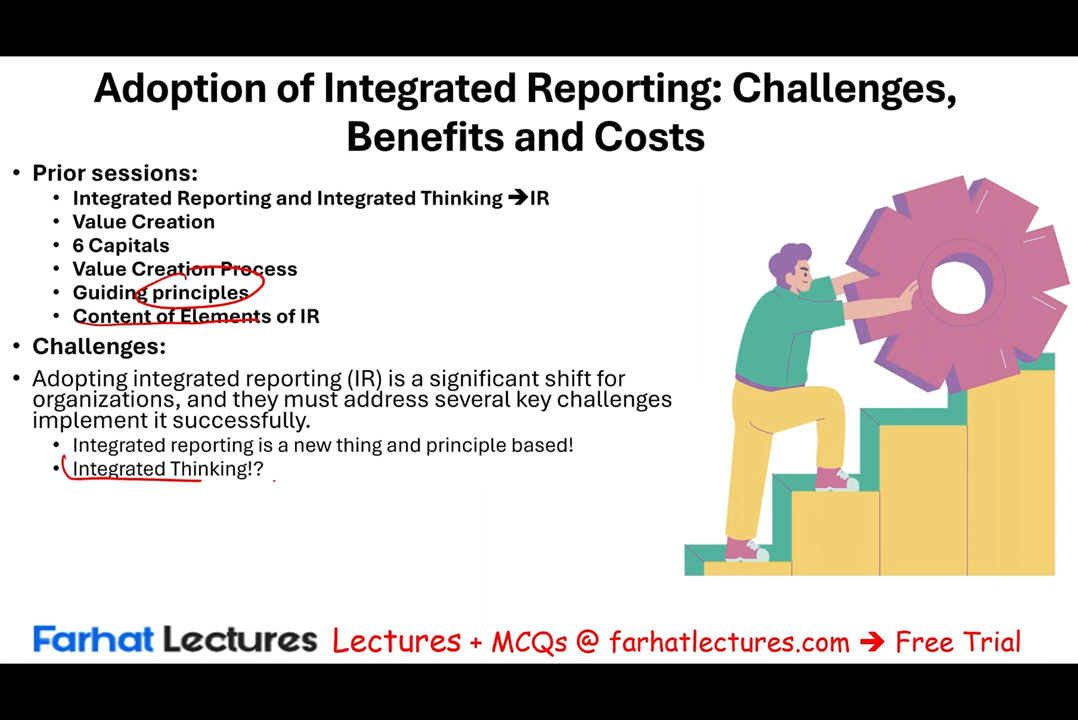 Adoption of Integrated Reporting: Challenges,
Benefits and Costs
• Prior sessions:
• Integrated Reporting and Integrated Thinking ➔IR
• Value Creation
• 6 Capitals
• Value Creation Process
• Guiding principles
• Content of Elements of IR
• Challenges:
• Adopting integrated reporting (IR) is a significant shift for
organizations, and they must address several key challenges
implement it successfully.
• Integrated reporting is a new thing and principle based!
• Integrated Thinking!?
Farhat Lectures Lectures + MCQs @ farhatlectures.com ➔ Free Trial